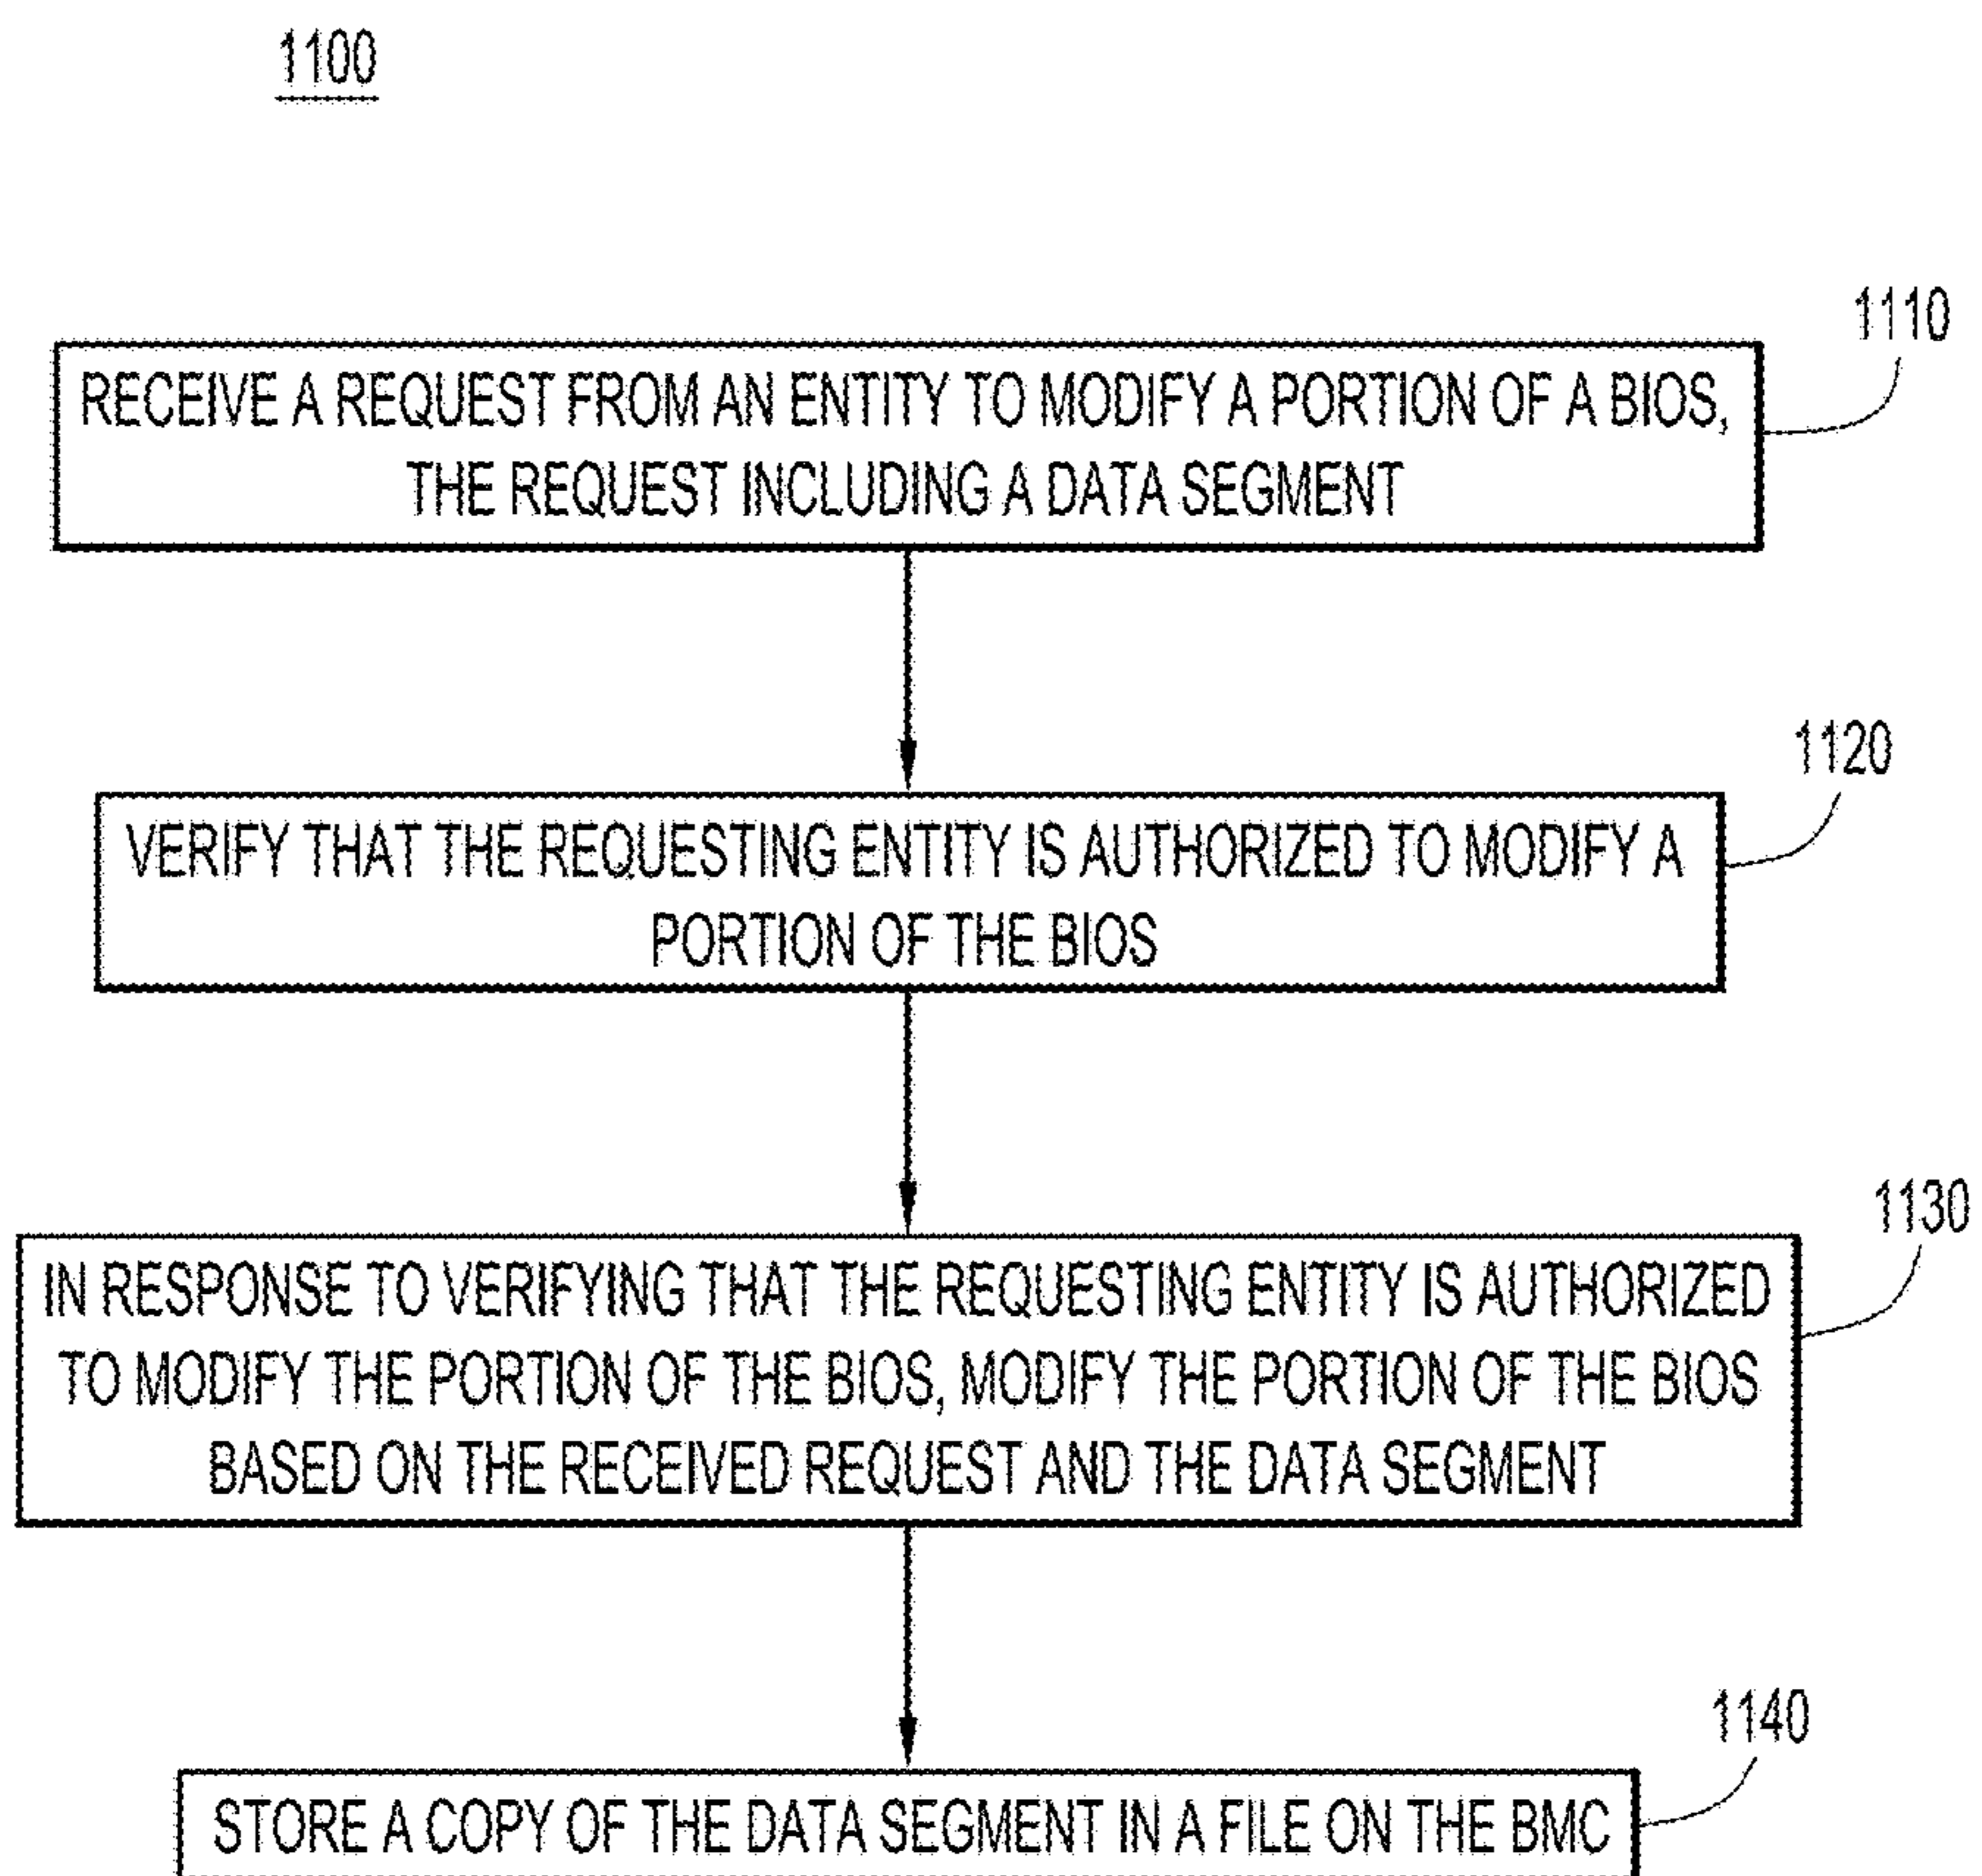 1100
1110
RECEIVE A REQUEST FROM AN ENTITY TO MODIFY A PORTION OF A BIOS,
THE REQUEST INCLUDING A DATA SEGMENT
1120
VERIFY THAT THE REQUESTING ENTITY IS AUTHORIZED TO MODIFY A
PORTION OF THE BIOS
1130
IN RESPONSE TO VERIFYING THAT THE REQUESTING ENTITY IS AUTHORIZED
TO MODIFY THE PORTION OF THE BIOS, MODIFY THE PORTION OF THE BIOS
BASED ON THE RECEIVED REQUEST AND THE DATA SEGMENT
1140
STORE A COPY OF THE DATA SEGMENT IN A FILE ON THE BMC